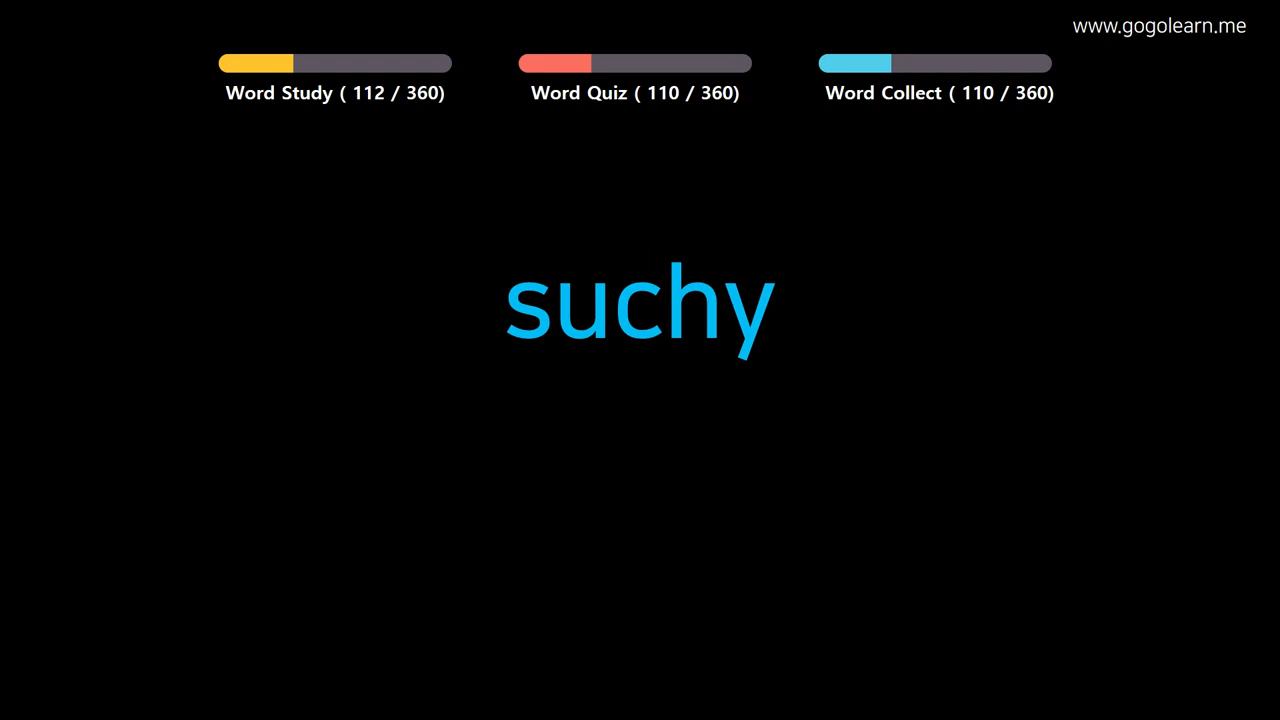 www.gogolearn.me
Word Study ( 112 / 360)
Word Quiz ( 110 / 360)
Word Collect ( 110 / 360)
suchy